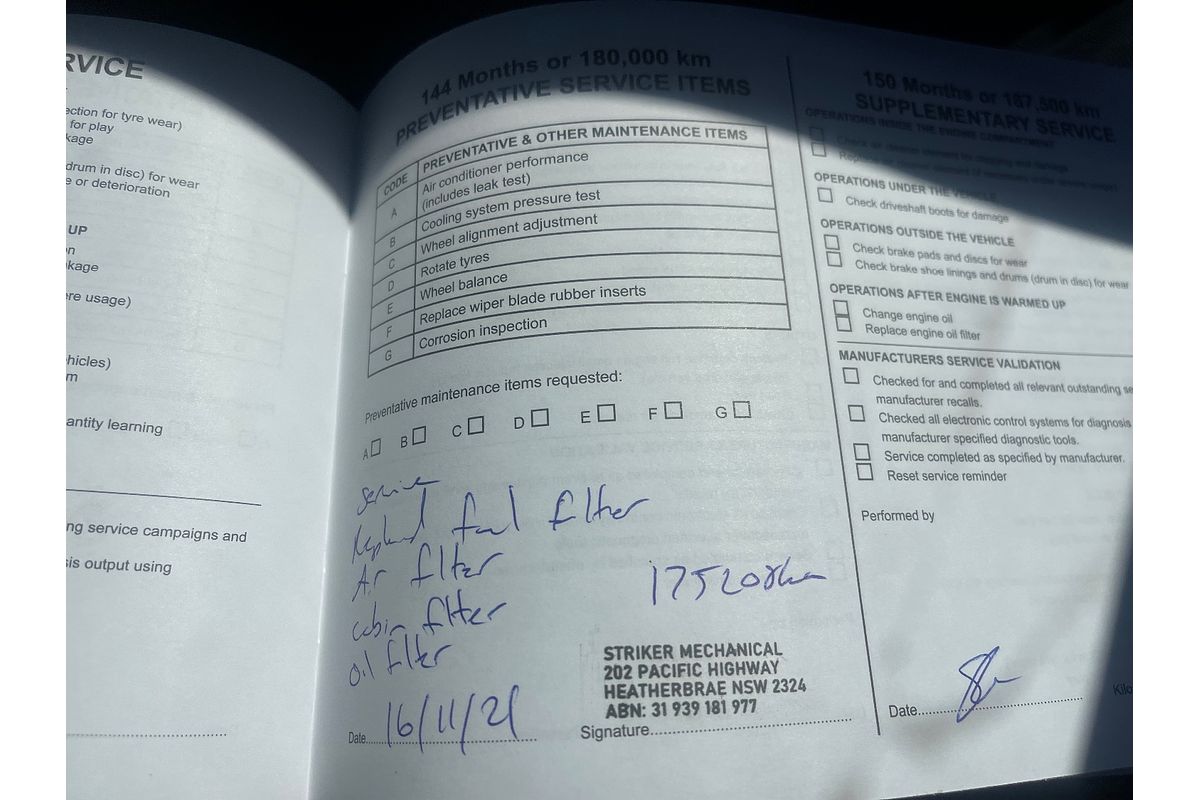 RVICE
ection for tyre wear)
for play
kage
drum in disc) for wear
e or deterioration
UP
n
kage
re usage)
hicles)
m
antity learning
ng service campaigns and
is output using
144 Months or 180,000 km
PREVENTATIVE SERVICE ITEMS
CODE PREVENTATIVE & OTHER MAINTENANCE ITEMS
A Air conditioner performance
(includes leak test)
B Cooling system pressure test
C Wheel alignment adjustment
D Rotate tyres
E Wheel balance
F Replace wiper blade rubber inserts
G Corrosion inspection
Preventative maintenance items requested:
A B C D E F G
Service
Replaced fuel filter
Air filter
cabin filter
oil filter
175208km
STRIKER MECHANICAL
202 PACIFIC HIGHWAY
HEATHERBRAE NSW 2324
ABN: 31 939 181 977
Date 16/11/21
Signature
150 Months or 187,500 km
SUPPLEMENTARY SERVICE
OPERATIONS INSIDE THE ENGINE COMPARTMENT
OPERATIONS UNDER THE VEHICLE
Check driveshaft boots for damage
OPERATIONS OUTSIDE THE VEHICLE
Check brake pads and discs for wear
Check brake shoe linings and drums (drum in disc) for wear
OPERATIONS AFTER ENGINE IS WARMED UP
Change engine oil
Replace engine oil filter
MANUFACTURERS SERVICE VALIDATION
Checked for and completed all relevant outstanding se
manufacturer recalls.
Checked all electronic control systems for diagnosis
manufacturer specified diagnostic tools.
Service completed as specified by manufacturer.
Reset service reminder
Performed by
Date
Kilo